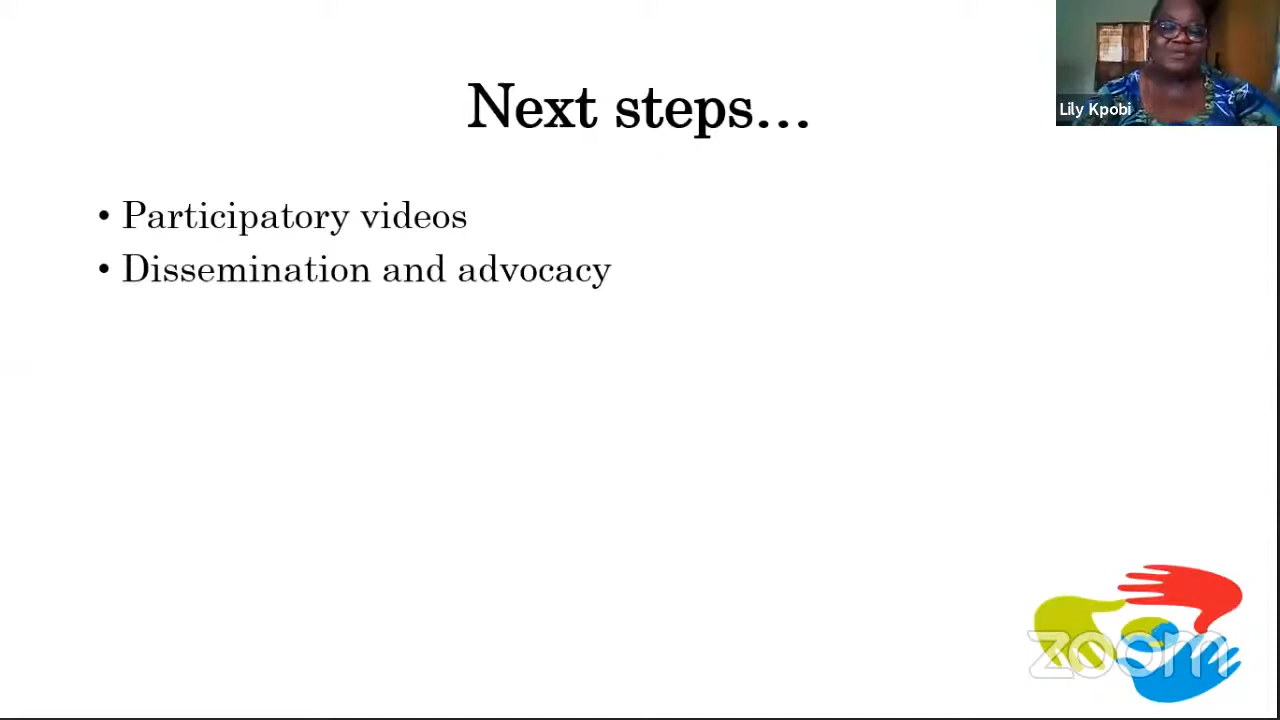 Next steps...
Lily Kpobi
• Participatory videos
• Dissemination and advocacy
zoom